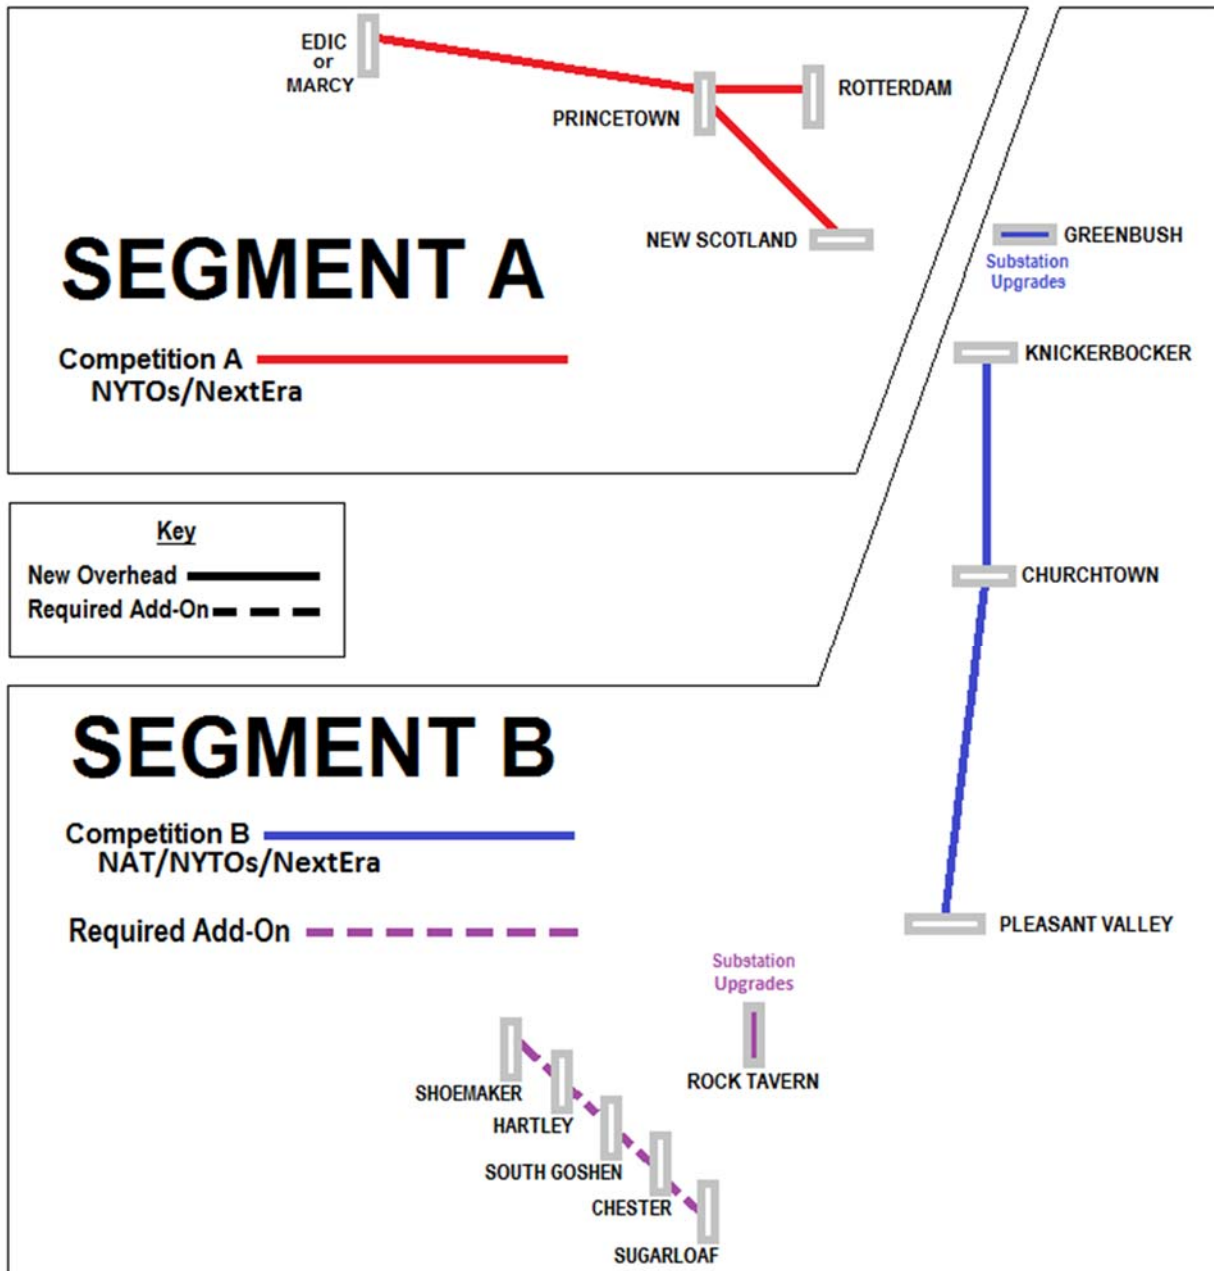 EDIC
or
MARCY
PRINCETOWN
ROTTERDAM
NEW SCOTLAND
SEGMENT A
Competition A
NYTOs/NextEra
GREENBUSH
Substation
Upgrades
KNICKERBOCKER
CHURCHTOWN
PLEASANT VALLEY
Key
New Overhead
Required Add-On
SEGMENT B
Competition B
NAT/NYTOs/NextEra
Required Add-On
Substation
Upgrades
ROCK TAVERN
SHOEMAKER
HARTLEY
SOUTH GOSHEN
CHESTER
SUGARLOAF